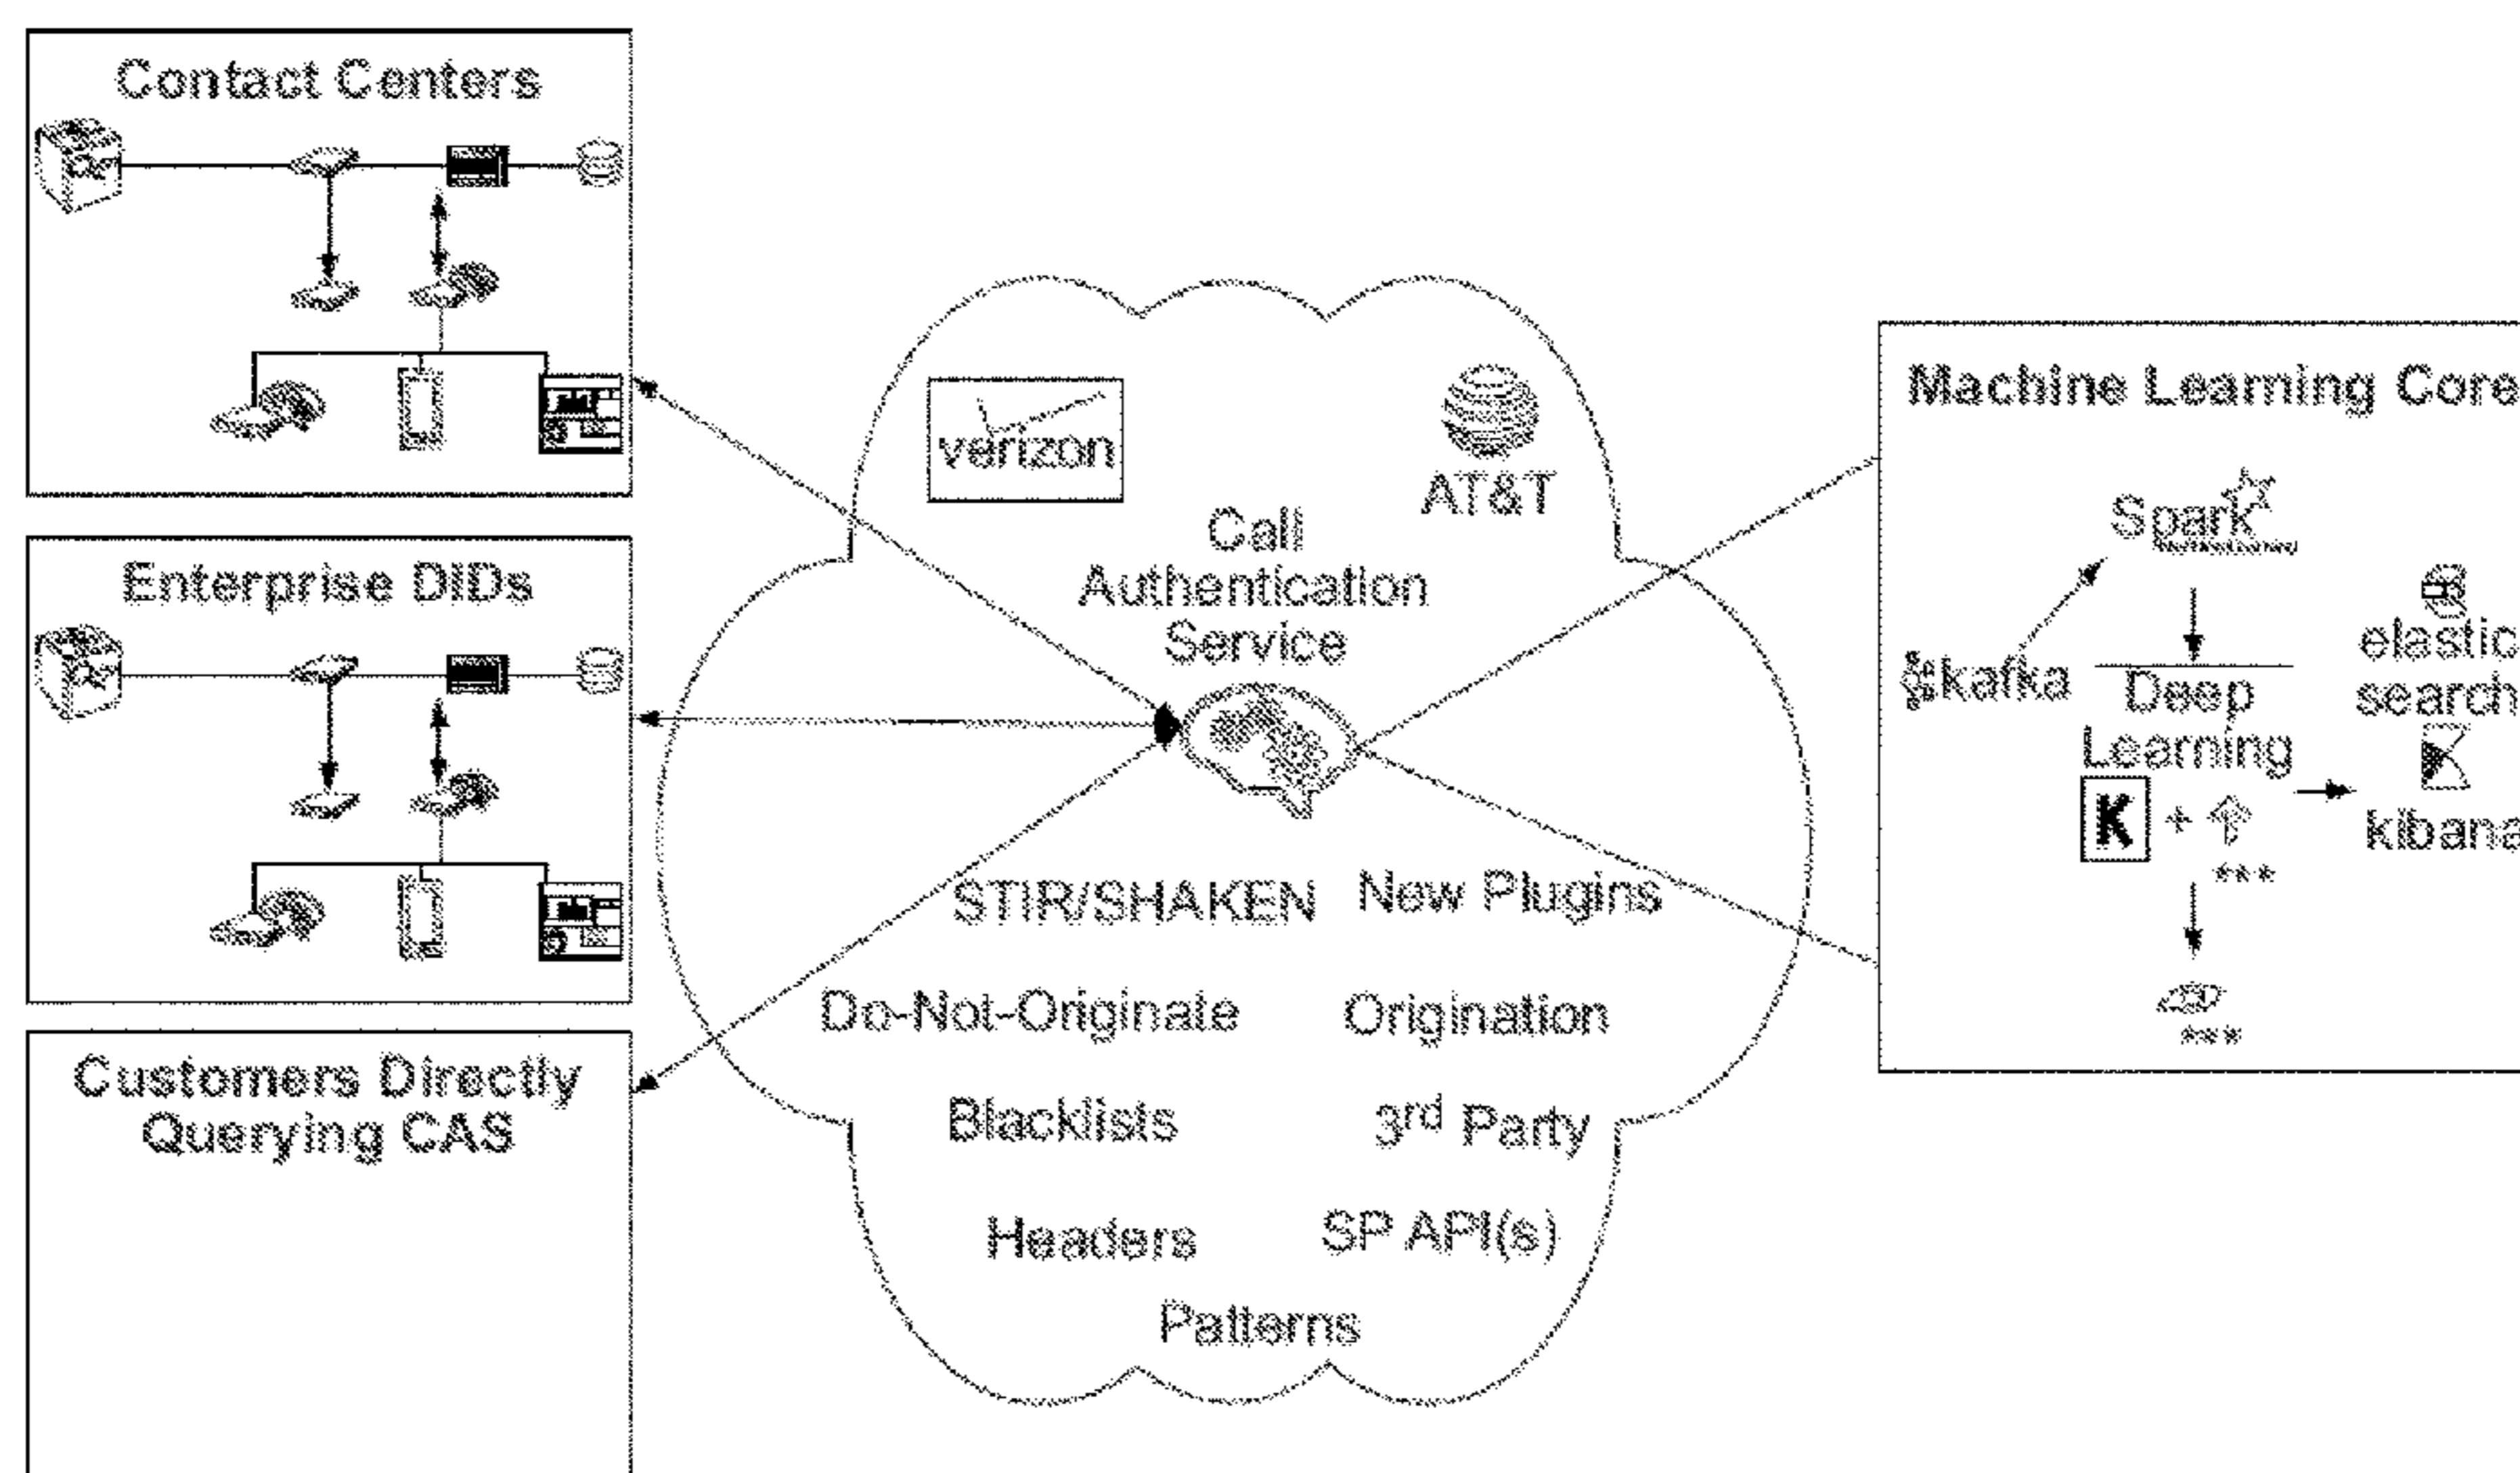 Contact Centers
Enterprise DIDs
Customers Directly
Querying CAS
verizon
AT&T
Call
Authentication
Service
STIR/SHAKEN
New Plugins
Do-Not-Originate
Origination
Blacklists
3rd Party
Headers
SP API(s)
Patterns
Machine Learning Core
Spark
kafka
Deep
Learning
K +
***
***
elastic
search
kibana